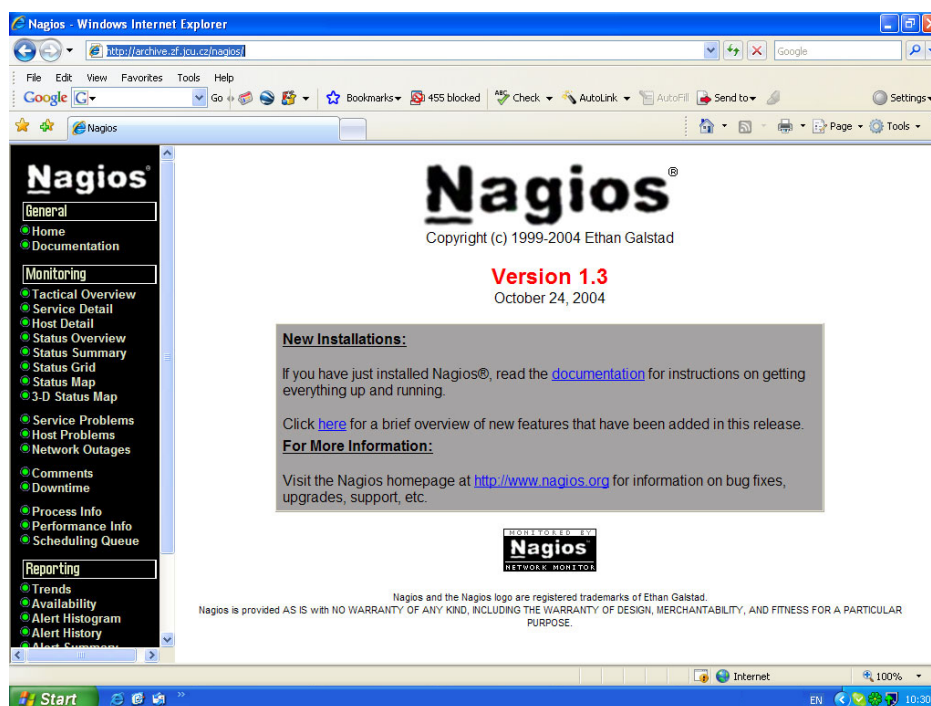 Nagios - Windows Internet Explorer
http://archive.zf.jcu.cz/nagios/
Google
File Edit View Favorites Tools Help
Google G Go Bookmarks 455 blocked Check AutoLink AutoFill Send to Settings
Nagios
Page Tools
Nagios®
General
Home
Documentation
Monitoring
Tactical Overview
Service Detail
Host Detail
Status Overview
Status Summary
Status Grid
Status Map
3-D Status Map
Service Problems
Host Problems
Network Outages
Comments
Downtime
Process Info
Performance Info
Scheduling Queue
Reporting
Trends
Availability
Alert Histogram
Alert History
Alert Summary
Nagios®
Copyright (c) 1999-2004 Ethan Galstad
Version 1.3
October 24, 2004
New Installations:
If you have just installed Nagios®, read the documentation for instructions on getting
everything up and running.
Click here for a brief overview of new features that have been added in this release.
For More Information:
Visit the Nagios homepage at http://www.nagios.org for information on bug fixes,
upgrades, support, etc.
MONITORED BY
Nagios
NETWORK MONITOR
Nagios and the Nagios logo are registered trademarks of Ethan Galstad.
Nagios is provided AS IS with NO WARRANTY OF ANY KIND, INCLUDING THE WARRANTY OF DESIGN, MERCHANTABILITY, AND FITNESS FOR A PARTICULAR
PURPOSE.
Internet 100%
Start EN 10:30